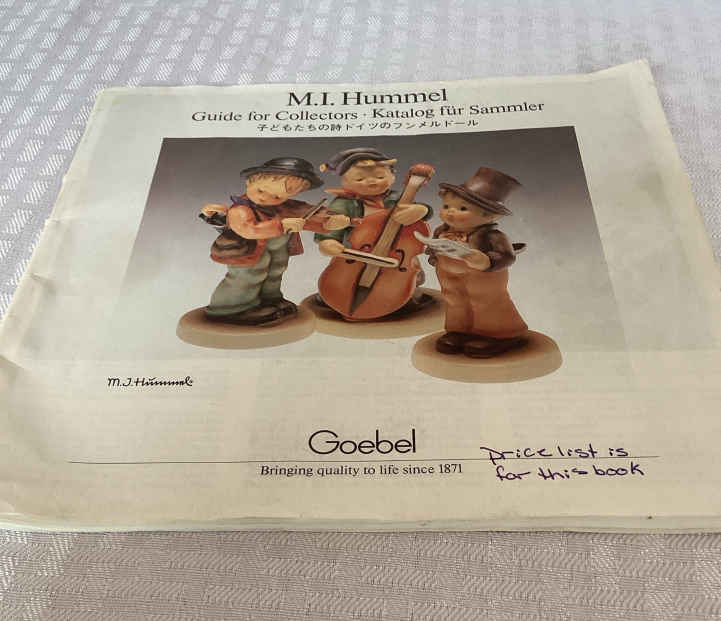 M.I. Hummel
Guide for Collectors · Katalog für Sammler
子どもたちの詩ドイツのフンメルドール
M.J.Hummel
Goebel
Bringing quality to life since 1871
price list is
for this book